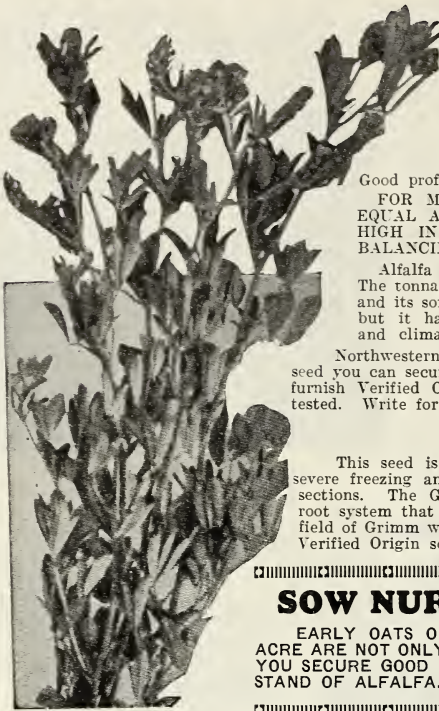 Good prof
FOR M
EQUAL A
HIGH IN
BALANCI
Alfalfa
The tonna
and its so
but it ha
and clima
Northwestern
seed you can secu
furnish Verified O
tested. Write for
This seed is
severe freezing an
sections. The G
root system that
field of Grimm w
Verified Origin s
SOW NUR
EARLY OATS O
ACRE ARE NOT ONLY
YOU SECURE GOOD
STAND OF ALFALFA.